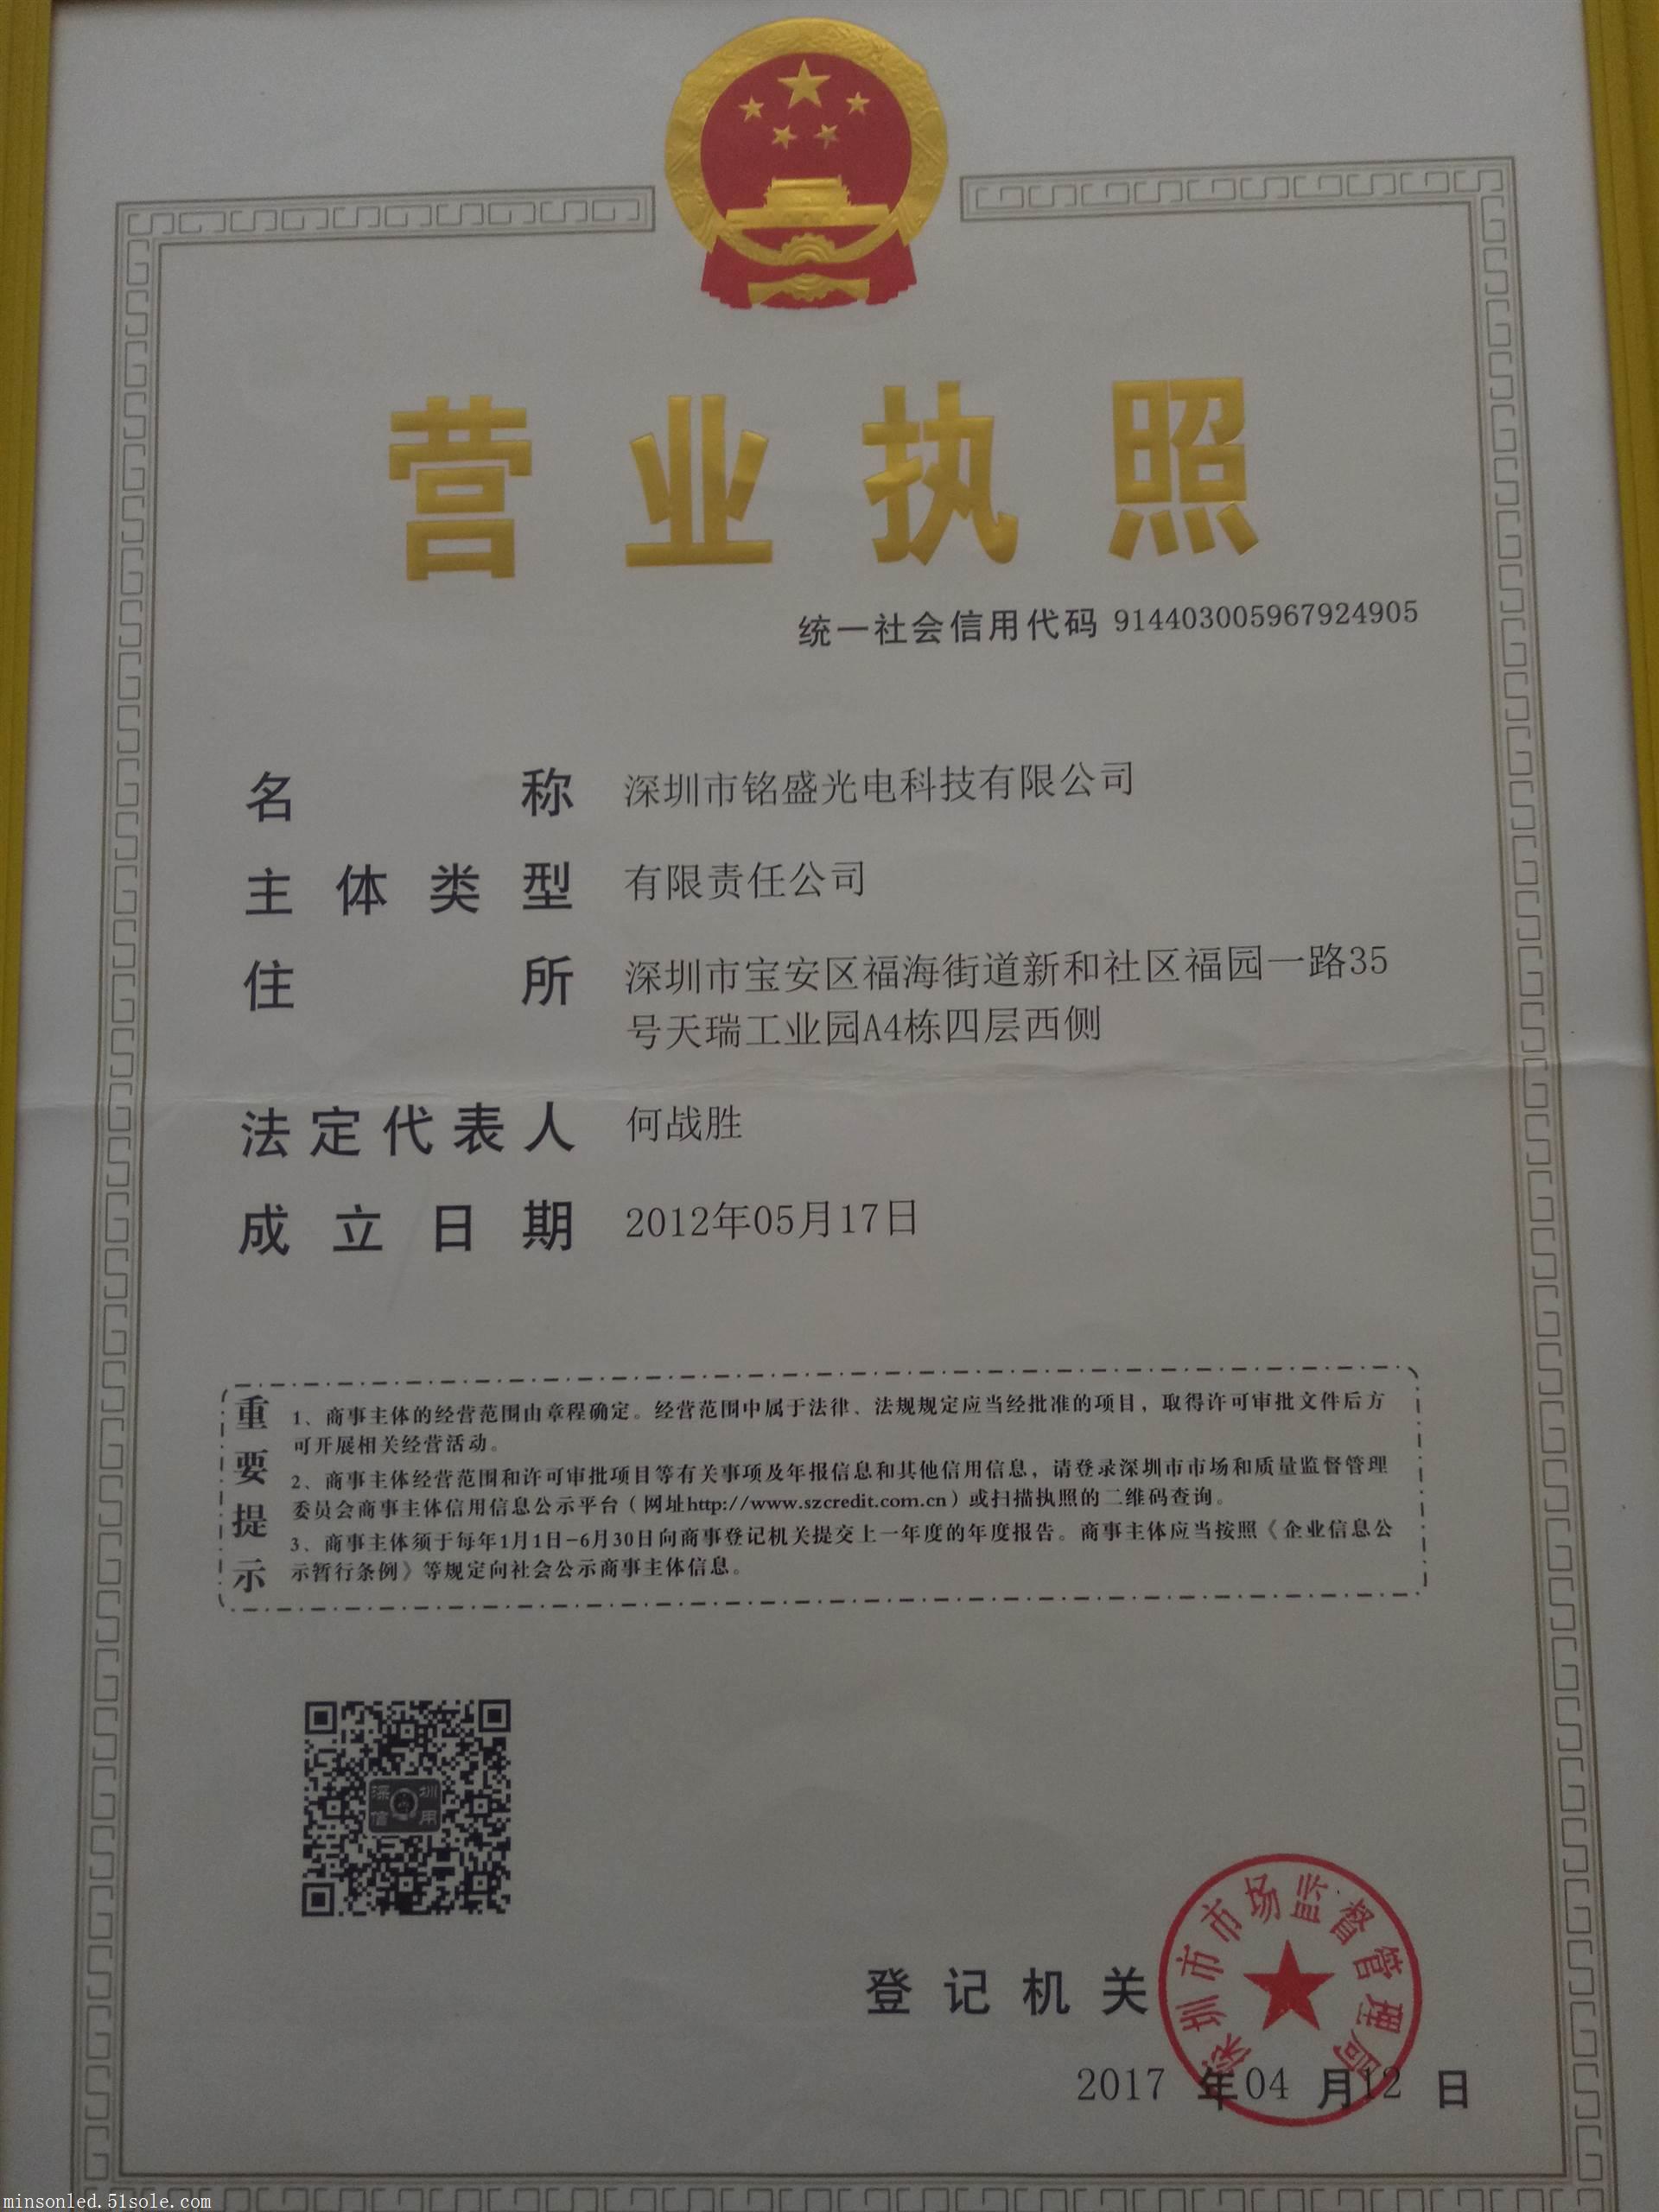 营业执照
统一社会信用代码 914403005967924905
名称 深圳市铭盛光电科技有限公司
主体类型 有限责任公司
住所 深圳市宝安区福海街道新和社区福园一路35
号天瑞工业园A4栋四层西侧
法定代表人 何战胜
成立日期 2012年05月17日
重要提示
1、商事主体的经营范围由章程确定。经营范围中属于法律、法规规定应当经批准的项目，取得许可审批文件后方
可开展相关经营活动。
2、商事主体经营范围和许可审批项目等有关事项及年报信息和其他信用信息，请登录深圳市市场和质量监督管理
委员会商事主体信用信息公示平台（网址http://www.szcredit.com.cn）或扫描执照的二维码查询。
3、商事主体须于每年1月1日-6月30日向商事登记机关提交上一年度的年度报告。商事主体应当按照《企业信息公
示暂行条例》等规定向社会公示商事主体信息。
深圳
信用
登记机关
深圳市市场监督管理局
2017 年04 月12 日
minsonled.51sole.com